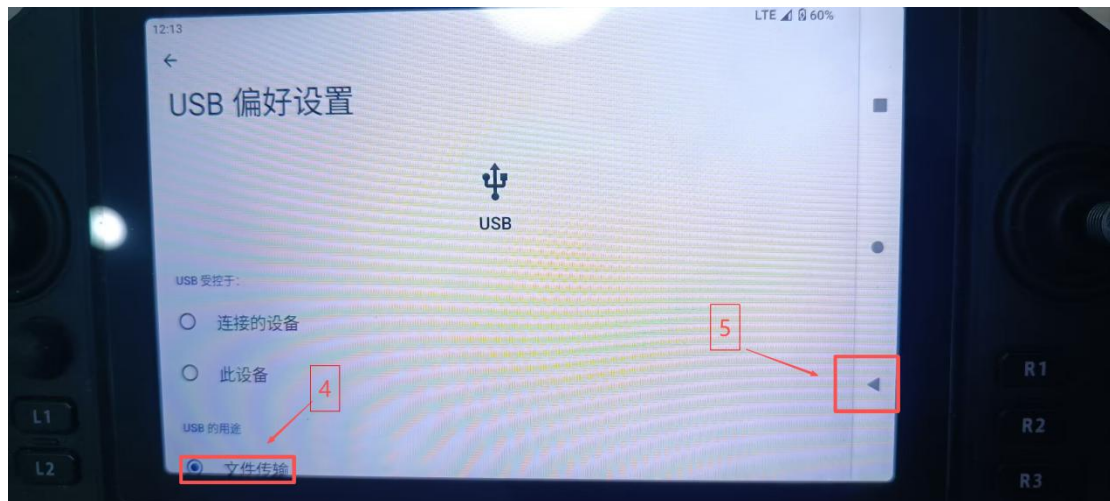 12:13
LTE 60%
USB 偏好设置
USB
USB 受控于:
连接的设备
此设备
USB 的用途
文件传输
4
5
L1
L2
R1
R2
R3